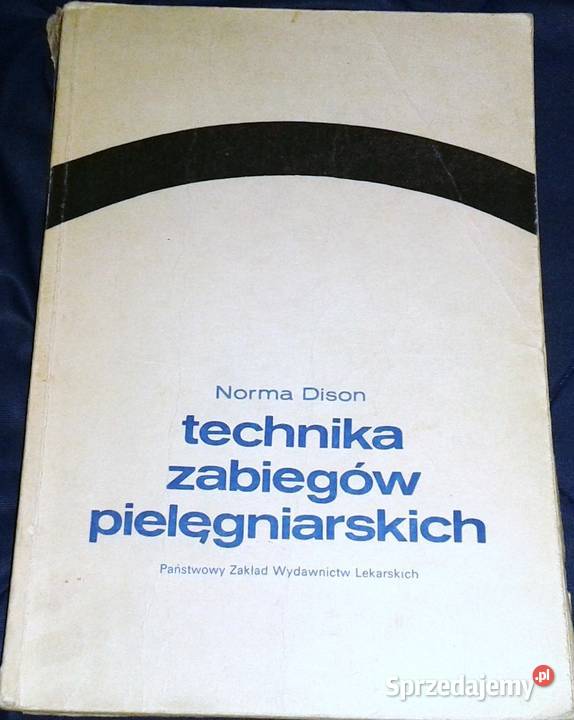 Norma Dison
technika
zabiegów
pielęgniarskich
Państwowy Zakład Wydawnictw Lekarskich
Sprzedajemy.pl